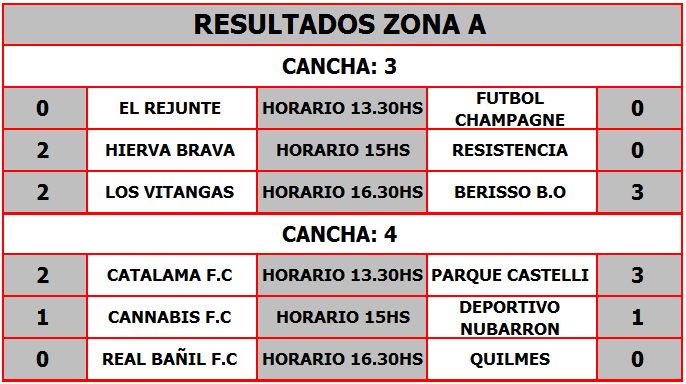 RESULTADOS ZONA A
CANCHA: 3
0 EL REJUNTE HORARIO 13.30HS FUTBOL CHAMPAGNE 0
2 HIERVA BRAVA HORARIO 15HS RESISTENCIA 0
2 LOS VITANGAS HORARIO 16.30HS BERISSO B.O 3
CANCHA: 4
2 CATALAMA F.C HORARIO 13.30HS PARQUE CASTELLI 3
1 CANNABIS F.C HORARIO 15HS DEPORTIVO NUBARRON 1
0 REAL BAÑIL F.C HORARIO 16.30HS QUILMES 0